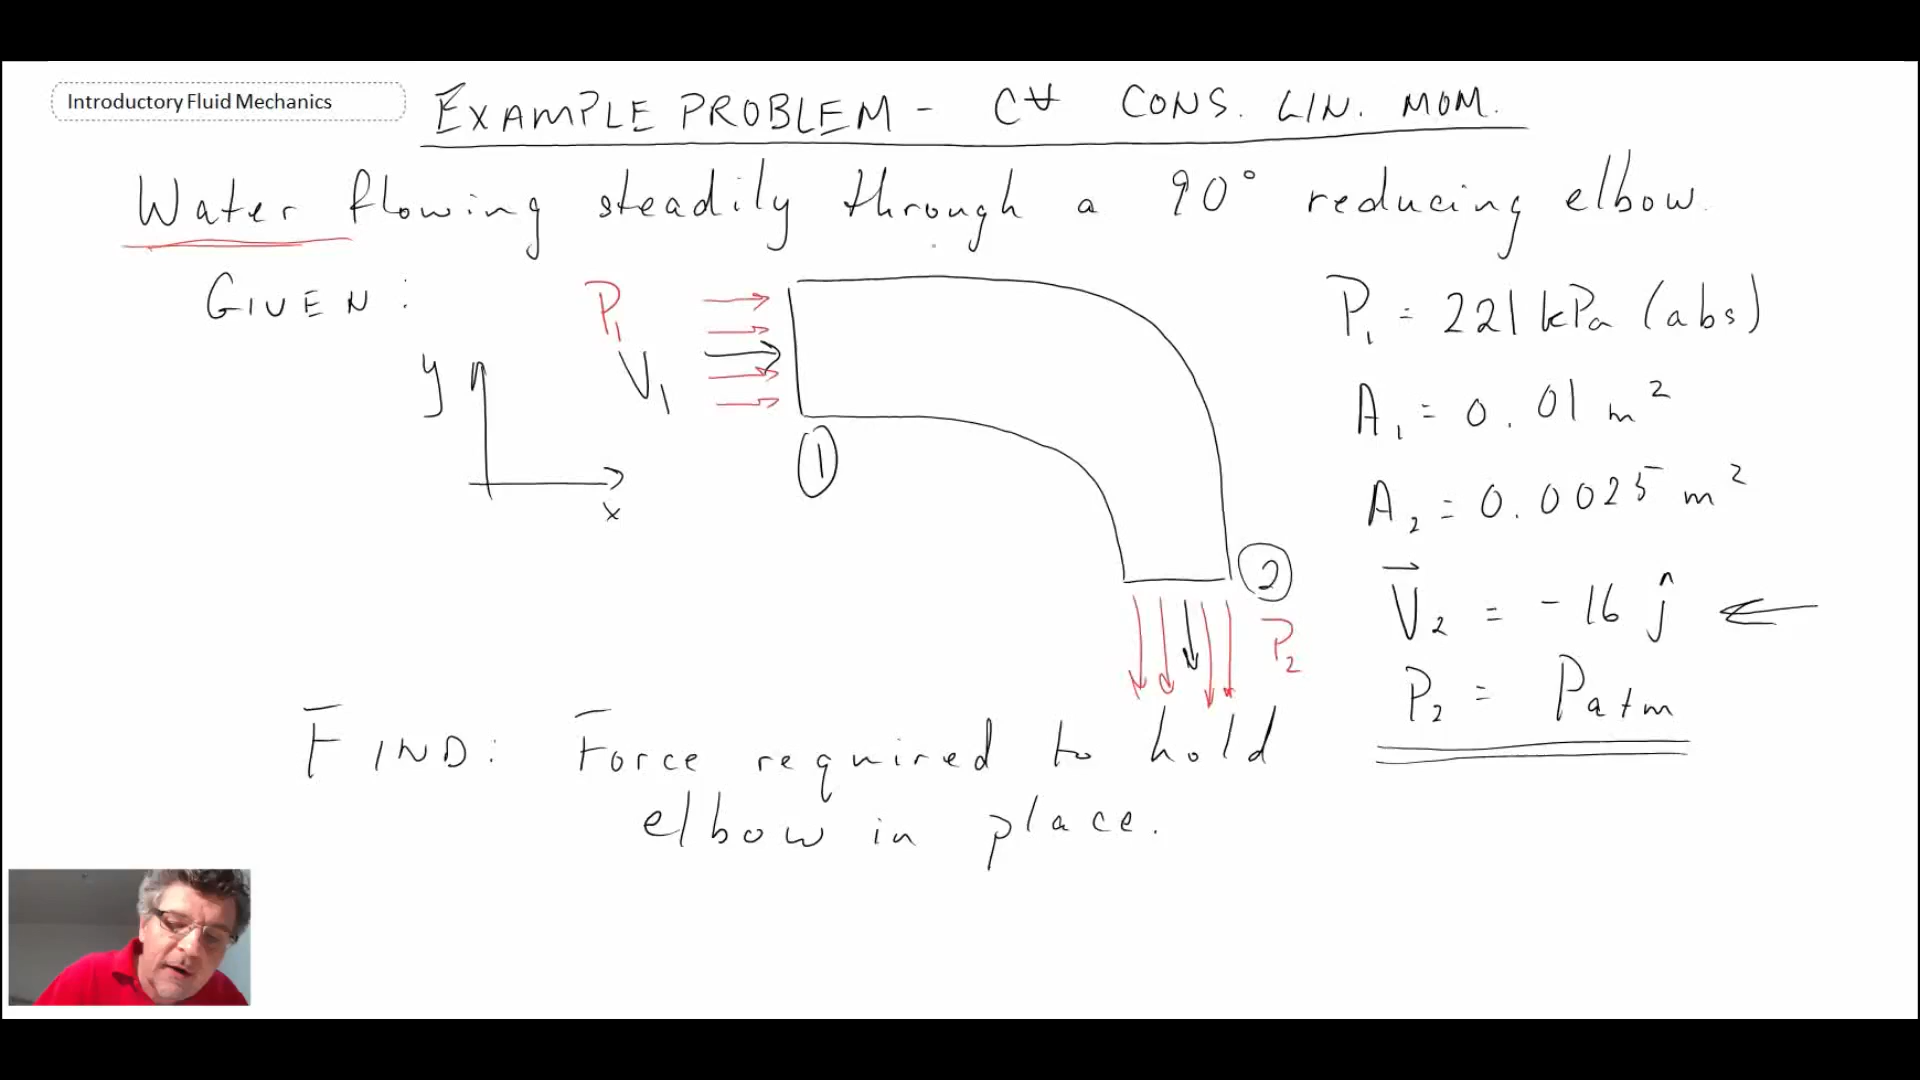 Introductory Fluid Mechanics
EXAMPLE PROBLEM - C∀ CONS. LIN. MOM.
Water flowing steadily through a 90° reducing elbow.
GIVEN:
P₁
V₁
y
x
①
②
P₂
P₁ = 221 kPa (abs)
A₁ = 0.01 m²
A₂ = 0.0025 m²
V⃗₂ = -16 ĵ
P₂ = Patm
FIND: Force required to hold
elbow in place.